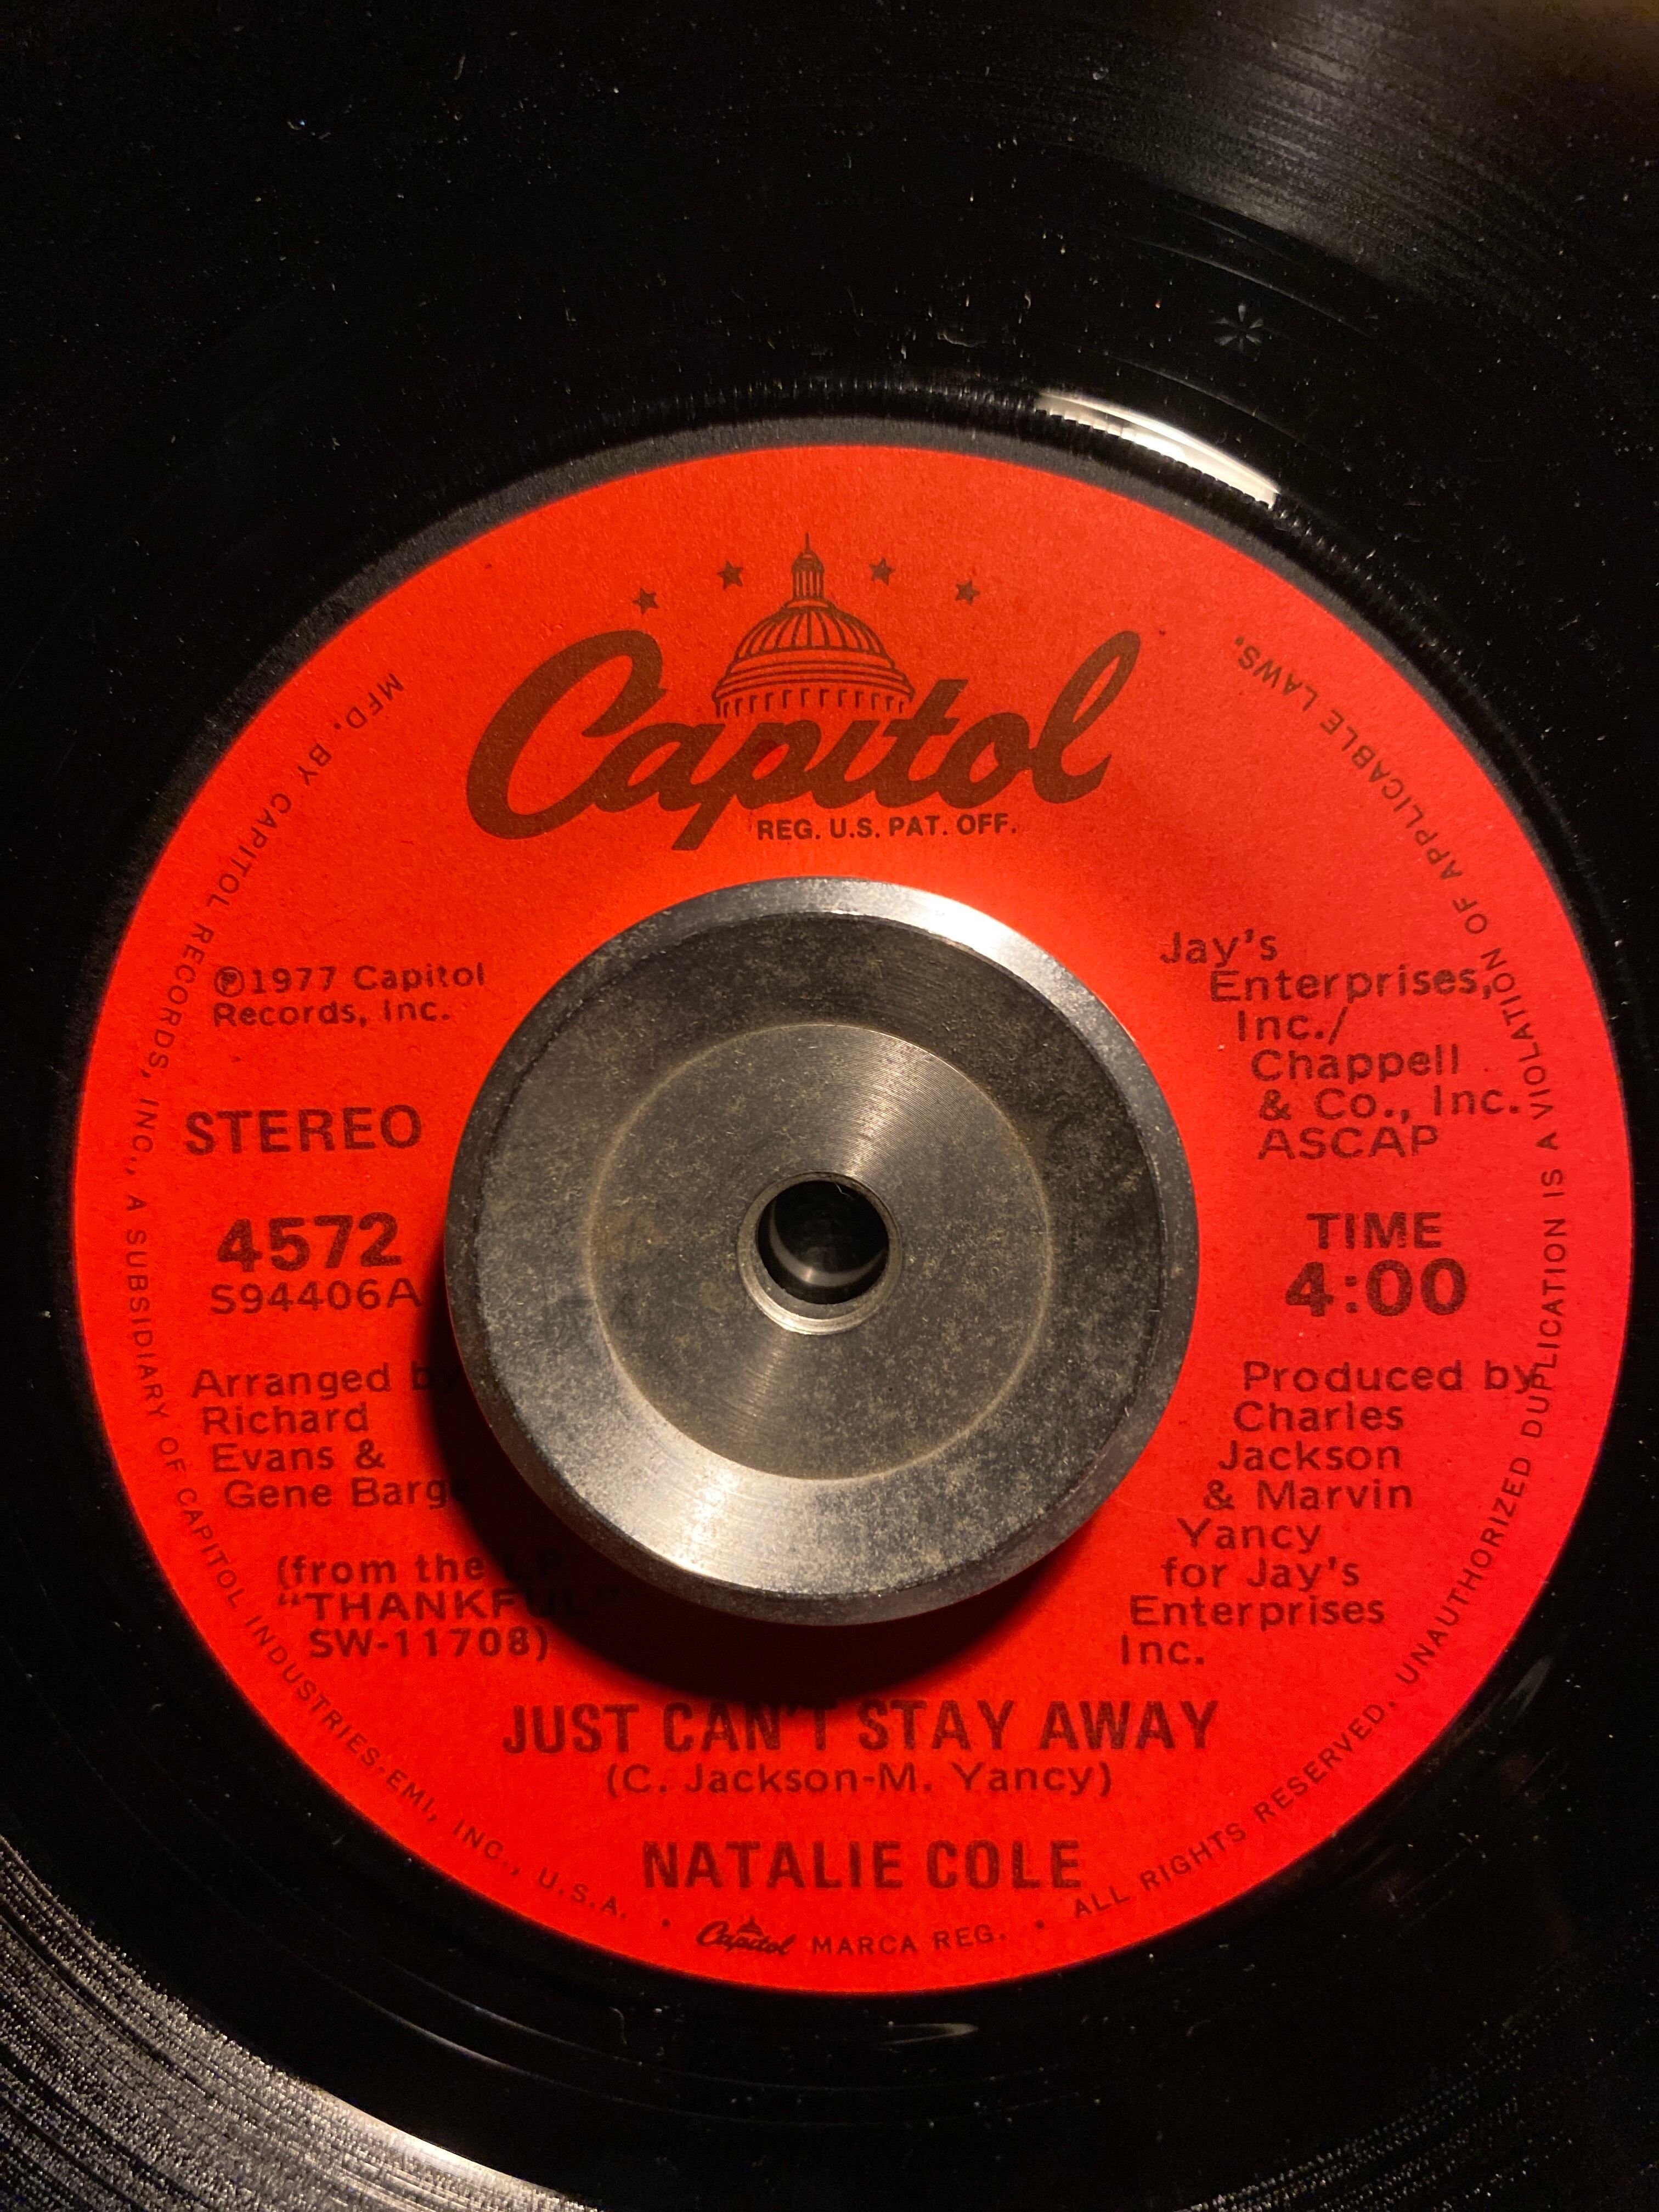 Capitol
REG. U.S. PAT. OFF.
℗1977 Capitol
Records, Inc.
STEREO
4572
S94406A
Arranged by
Richard
Evans &
Gene Barge
(from the LP
"THANKFUL"
SW-11708)
Jay's
Enterprises,
Inc./
Chappell
& Co., Inc.
ASCAP
TIME
4:00
Produced by
Charles
Jackson
& Marvin
Yancy
for Jay's
Enterprises
Inc.
JUST CAN'T STAY AWAY
(C. Jackson-M. Yancy)
NATALIE COLE
MFD. BY CAPITOL RECORDS, INC., A SUBSIDIARY OF CAPITOL INDUSTRIES-EMI, INC., U.S.A. • Capitol MARCA REG. • ALL RIGHTS RESERVED. UNAUTHORIZED DUPLICATION IS A VIOLATION OF APPLICABLE LAWS.